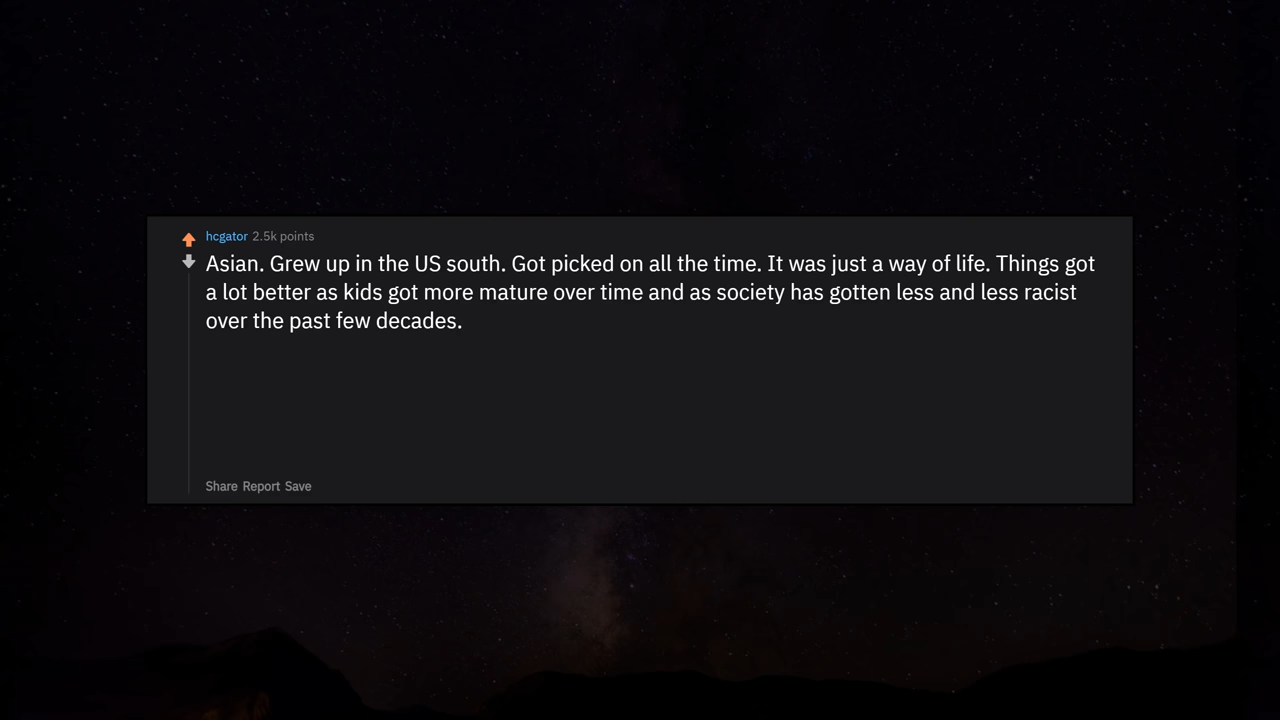 hcgator 2.5k points
Asian. Grew up in the US south. Got picked on all the time. It was just a way of life. Things got
a lot better as kids got more mature over time and as society has gotten less and less racist
over the past few decades.
Share Report Save